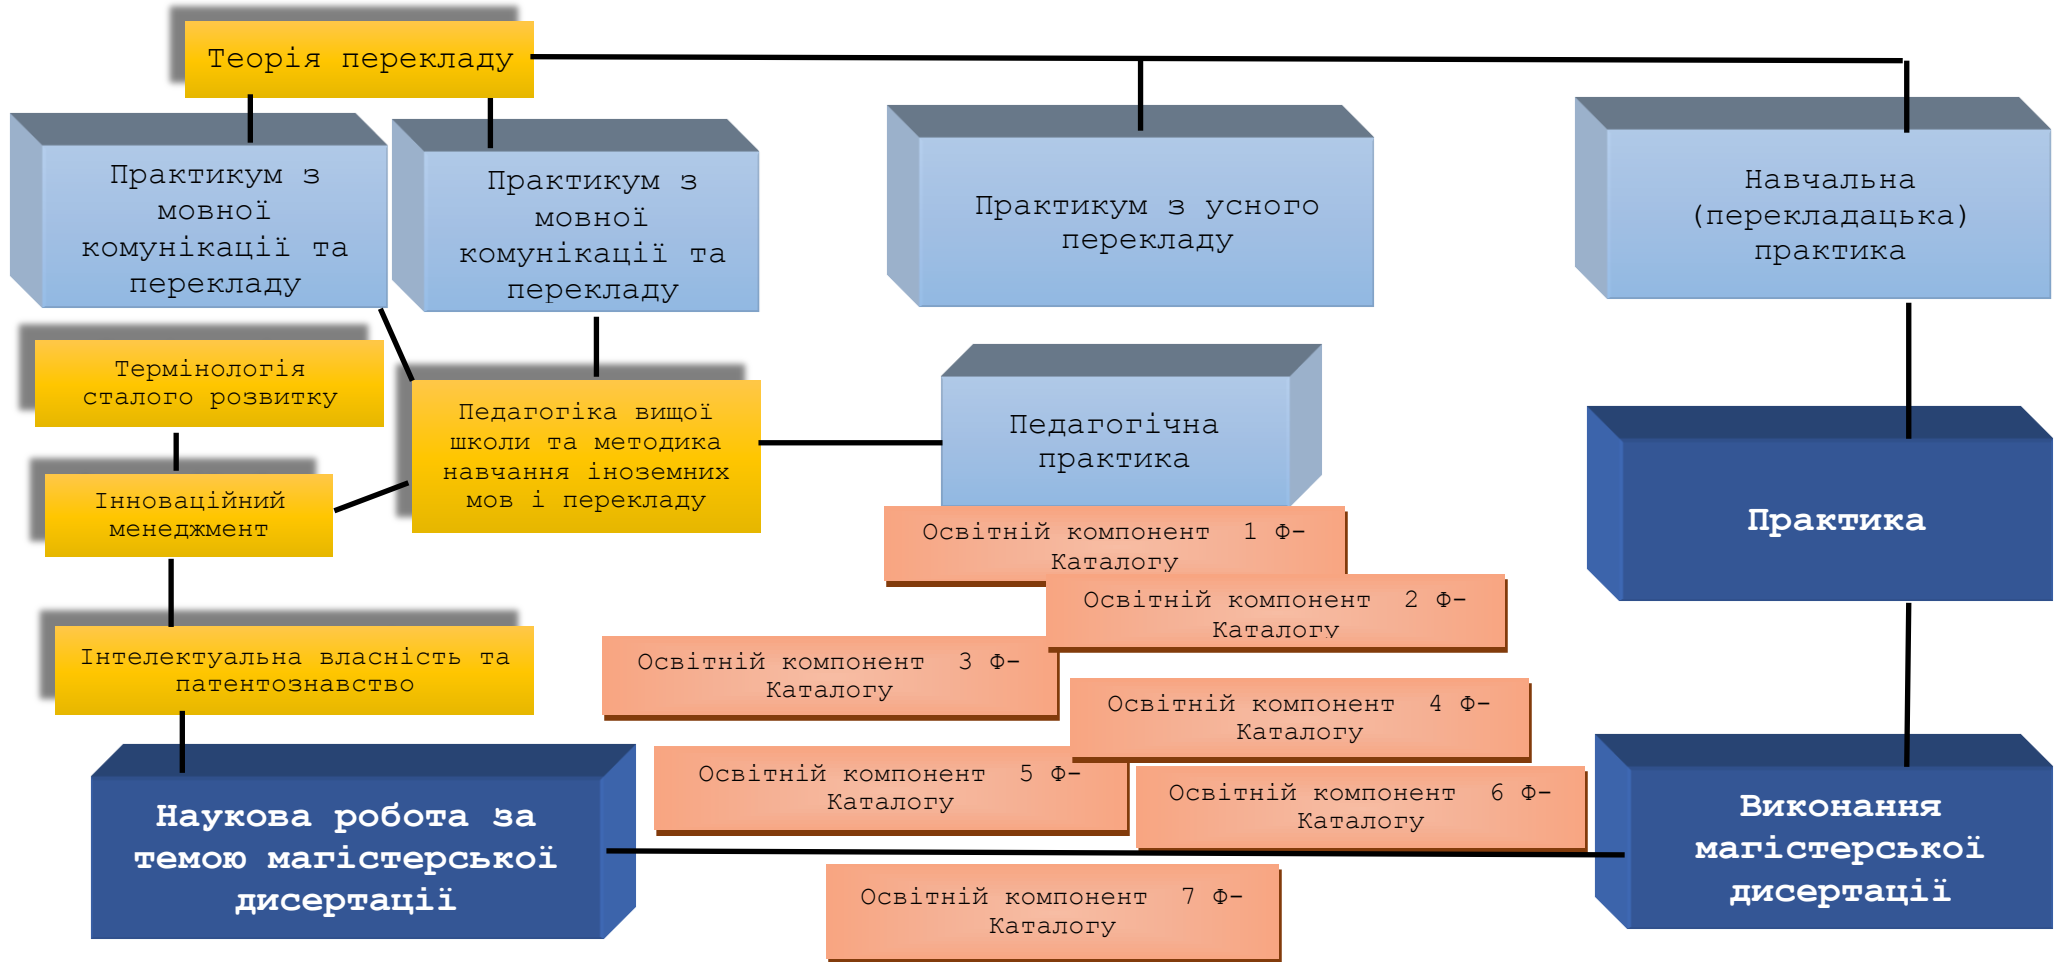 Теорія перекладу
Практикум з
мовної
комунікації та
перекладу
Практикум з
мовної
комунікації та
перекладу
Практикум з усного
перекладу
Навчальна
(перекладацька)
практика
Термінологія
сталого розвитку
Педагогіка вищої
школи та методика
навчання іноземних
мов і перекладу
Педагогічна
практика
Інноваційний
менеджмент
Практика
Освітній компонент 1 Ф-
Каталогу
Освітній компонент 2 Ф-
Каталогу
Інтелектуальна власність та
патентознавство
Освітній компонент 3 Ф-
Каталогу
Освітній компонент 4 Ф-
Каталогу
Освітній компонент 5 Ф-
Каталогу
Освітній компонент 6 Ф-
Каталогу
Наукова робота за
темою магістерської
дисертації
Виконання
магістерської
дисертації
Освітній компонент 7 Ф-
Каталогу